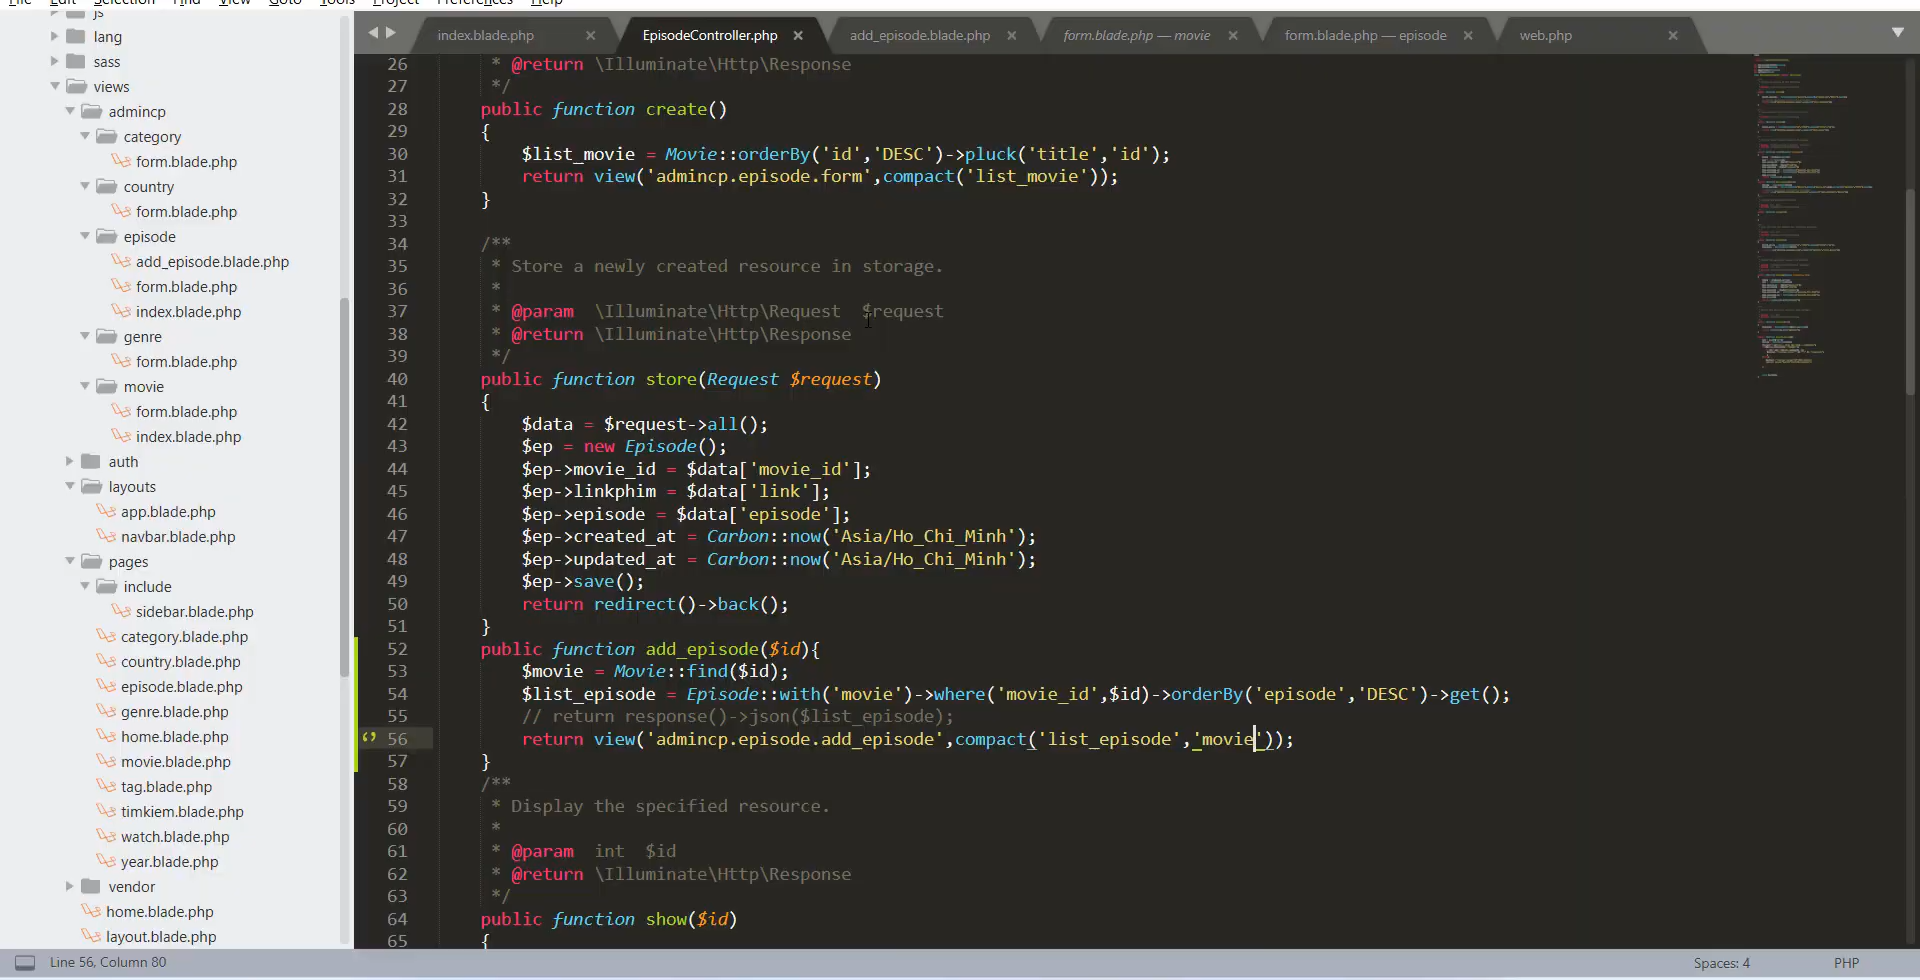 File Edit Selection Find View Goto Tools Project Preferences Help
js
lang
sass
views
admincp
category
form.blade.php
country
form.blade.php
episode
add_episode.blade.php
form.blade.php
index.blade.php
genre
form.blade.php
movie
form.blade.php
index.blade.php
auth
layouts
app.blade.php
navbar.blade.php
pages
include
sidebar.blade.php
category.blade.php
country.blade.php
episode.blade.php
genre.blade.php
home.blade.php
movie.blade.php
tag.blade.php
timkiem.blade.php
watch.blade.php
year.blade.php
vendor
home.blade.php
layout.blade.php
index.blade.php × EpisodeController.php × add_episode.blade.php × form.blade.php — movie × form.blade.php — episode × web.php ×
26 * @return \Illuminate\Http\Response
27 */
28 public function create()
29 {
30 $list_movie = Movie::orderBy('id','DESC')->pluck('title','id');
31 return view('admincp.episode.form',compact('list_movie'));
32 }
33
34 /**
35 * Store a newly created resource in storage.
36 *
37 * @param \Illuminate\Http\Request $request
38 * @return \Illuminate\Http\Response
39 */
40 public function store(Request $request)
41 {
42 $data = $request->all();
43 $ep = new Episode();
44 $ep->movie_id = $data['movie_id'];
45 $ep->linkphim = $data['link'];
46 $ep->episode = $data['episode'];
47 $ep->created_at = Carbon::now('Asia/Ho_Chi_Minh');
48 $ep->updated_at = Carbon::now('Asia/Ho_Chi_Minh');
49 $ep->save();
50 return redirect()->back();
51 }
52 public function add_episode($id){
53 $movie = Movie::find($id);
54 $list_episode = Episode::with('movie')->where('movie_id',$id)->orderBy('episode','DESC')->get();
55 // return response()->json($list_episode);
56 return view('admincp.episode.add_episode',compact('list_episode','movie'));
57 }
58 /**
59 * Display the specified resource.
60 *
61 * @param int $id
62 * @return \Illuminate\Http\Response
63 */
64 public function show($id)
65 {
Line 56, Column 80
Spaces: 4 PHP